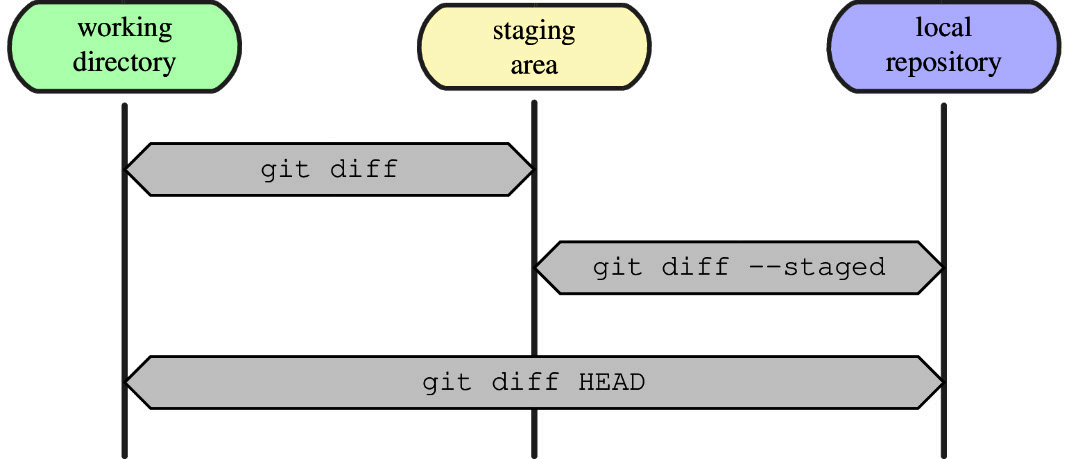 working
directory
staging
area
local
repository
git diff
git diff --staged
git diff HEAD